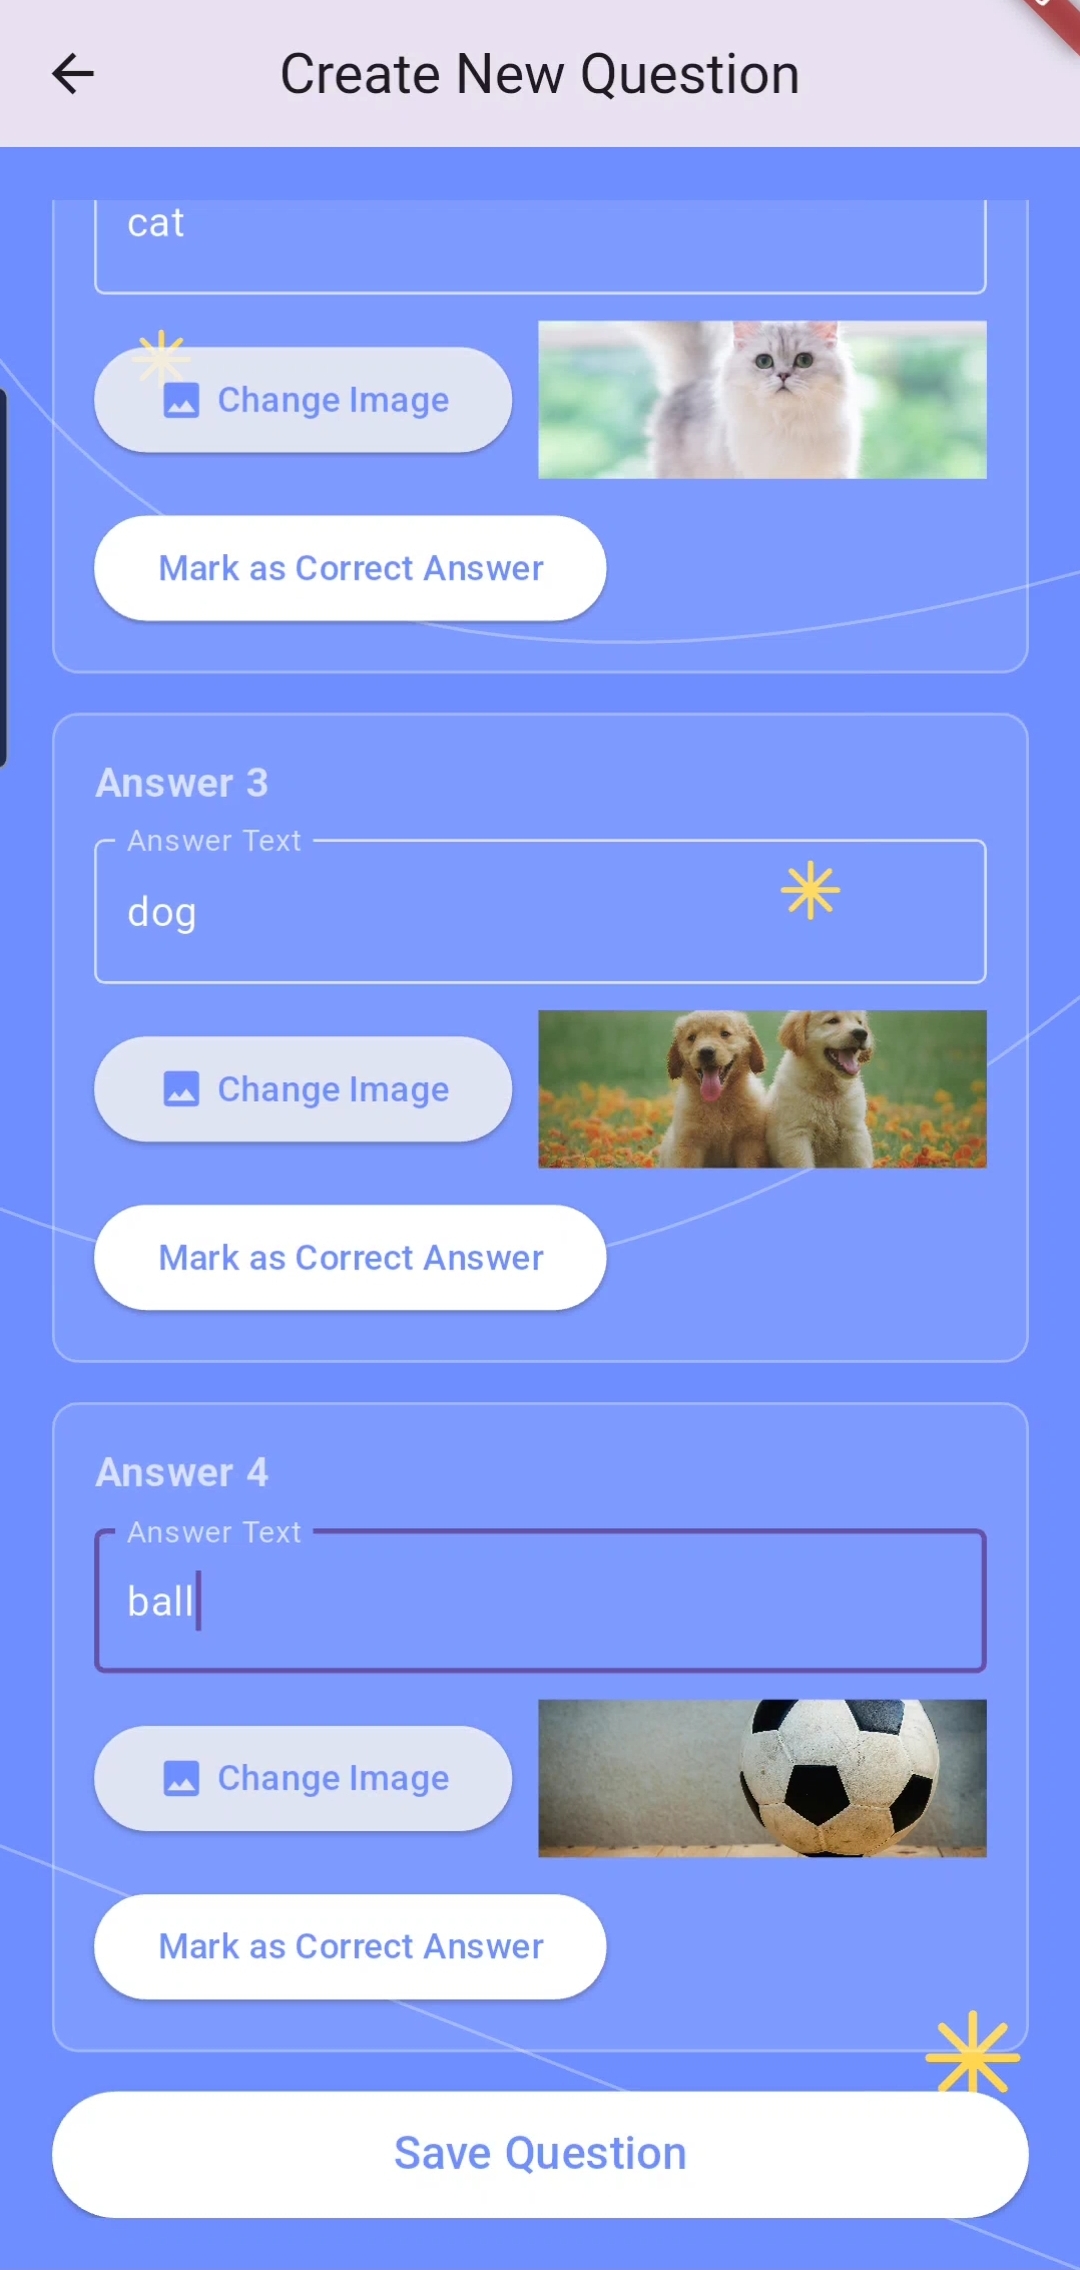 Create New Question
cat
Change Image
Mark as Correct Answer
Answer 3
Answer Text
dog
Change Image
Mark as Correct Answer
Answer 4
Answer Text
ball
Change Image
Mark as Correct Answer
Save Question